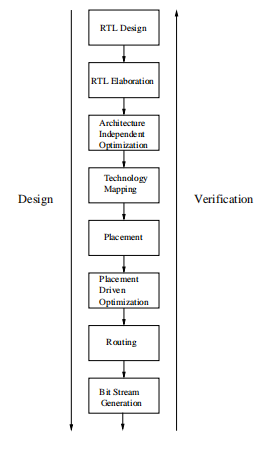 RTL Design
RTL Elaboration
Architecture
Independent
Optimization
Technology
Mapping
Design
Verification
Placement
Placement
Driven
Optimization
Routing
Bit Stream
Generation